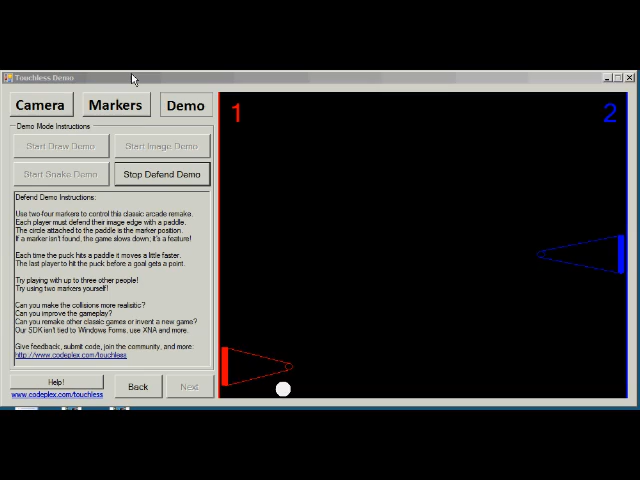 Touchless Demo
Camera
Markers
Demo
Demo Mode Instructions
Start Draw Demo
Start Image Demo
Start Snake Demo
Stop Defend Demo
Defend Demo Instructions:
Use two-four markers to control this classic arcade remake.
Each player must defend their image edge with a paddle.
The circle attached to the paddle is the marker position.
If a marker isn't found, the game slows down, it's a feature!
Each time the puck hits a paddle it moves a little faster.
The last player to hit the puck before a goal gets a point.
Try playing with up to three other people!
Try using two markers yourself!
Can you make the collisions more realistic?
Can you improve the gameplay?
Can you remake other classic games or invent a new game?
Our SDK isn't tied to Windows Forms, use XNA and more.
Give feedback, submit code, join the community, and more:
http://www.codeplex.com/touchless
Help!
www.codeplex.com/touchless
Back
Next
1
2